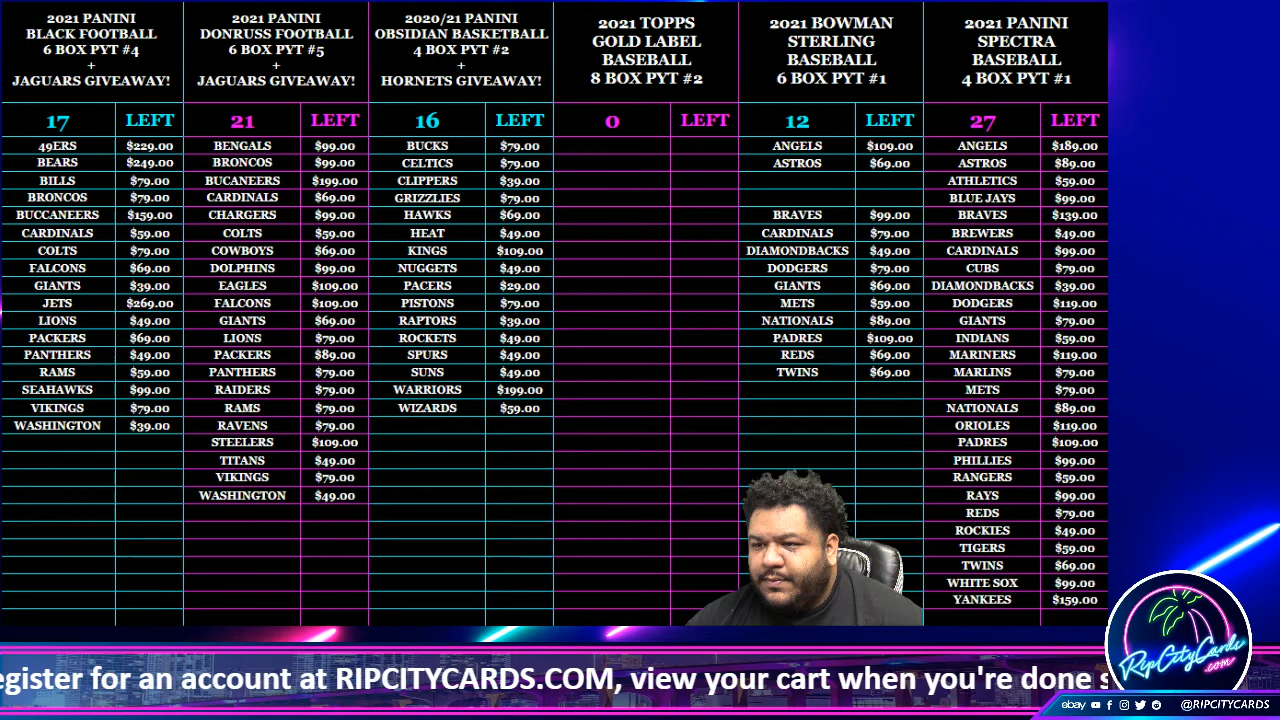 2021 PANINI
BLACK FOOTBALL
6 BOX PYT #4
+
JAGUARS GIVEAWAY!
17 LEFT
49ERS $229.00
BEARS $249.00
BILLS $79.00
BRONCOS $79.00
BUCCANEERS $159.00
CARDINALS $59.00
COLTS $79.00
FALCONS $69.00
GIANTS $39.00
JETS $269.00
LIONS $49.00
PACKERS $69.00
PANTHERS $49.00
RAMS $59.00
SEAHAWKS $99.00
VIKINGS $79.00
WASHINGTON $39.00
2021 PANINI
DONRUSS FOOTBALL
6 BOX PYT #5
+
JAGUARS GIVEAWAY!
21 LEFT
BENGALS $99.00
BRONCOS $99.00
BUCANEERS $199.00
CARDINALS $69.00
CHARGERS $99.00
COLTS $59.00
COWBOYS $69.00
DOLPHINS $99.00
EAGLES $109.00
FALCONS $109.00
GIANTS $69.00
LIONS $79.00
PACKERS $89.00
PANTHERS $79.00
RAIDERS $79.00
RAMS $79.00
RAVENS $79.00
STEELERS $109.00
TITANS $49.00
VIKINGS $79.00
WASHINGTON $49.00
2020/21 PANINI
OBSIDIAN BASKETBALL
4 BOX PYT #2
+
HORNETS GIVEAWAY!
16 LEFT
BUCKS $79.00
CELTICS $79.00
CLIPPERS $39.00
GRIZZLIES $79.00
HAWKS $69.00
HEAT $49.00
KINGS $109.00
NUGGETS $49.00
PACERS $29.00
PISTONS $79.00
RAPTORS $39.00
ROCKETS $49.00
SPURS $49.00
SUNS $49.00
WARRIORS $199.00
WIZARDS $59.00
2021 TOPPS
GOLD LABEL
BASEBALL
8 BOX PYT #2
0 LEFT
2021 BOWMAN
STERLING
BASEBALL
6 BOX PYT #1
12 LEFT
ANGELS $109.00
ASTROS $69.00
BRAVES $99.00
CARDINALS $79.00
DIAMONDBACKS $49.00
DODGERS $79.00
GIANTS $69.00
METS $59.00
NATIONALS $89.00
PADRES $109.00
REDS $69.00
TWINS $69.00
2021 PANINI
SPECTRA
BASEBALL
4 BOX PYT #1
27 LEFT
ANGELS $189.00
ASTROS $89.00
ATHLETICS $59.00
BLUE JAYS $99.00
BRAVES $139.00
BREWERS $49.00
CARDINALS $99.00
CUBS $79.00
DIAMONDBACKS $39.00
DODGERS $119.00
GIANTS $79.00
INDIANS $59.00
MARINERS $119.00
MARLINS $79.00
METS $79.00
NATIONALS $89.00
ORIOLES $119.00
PADRES $109.00
PHILLIES $99.00
RANGERS $59.00
RAYS $99.00
REDS $79.00
ROCKIES $49.00
TIGERS $59.00
TWINS $69.00
WHITE SOX $99.00
YANKEES $159.00
egister for an account at RIPCITYCARDS.COM, view your cart when you're done s
RipCityCards
.com
ebay @RIPCITYCARDS